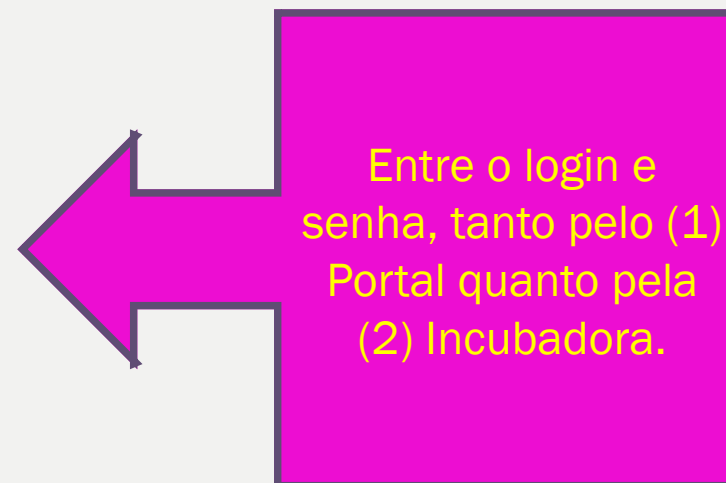 Entre o login e
senha, tanto pelo (1)
Portal quanto pela
(2) Incubadora.